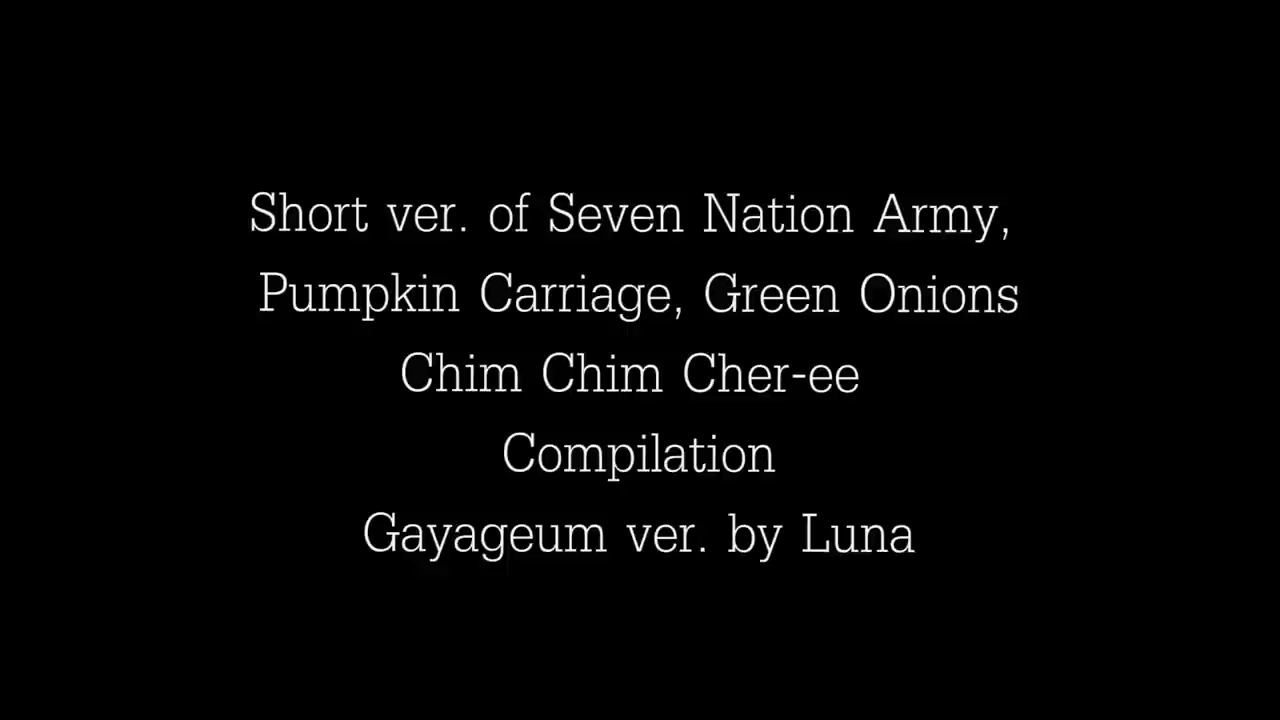 Short ver. of Seven Nation Army,
Pumpkin Carriage, Green Onions
Chim Chim Cher-ee
Compilation
Gayageum ver. by Luna